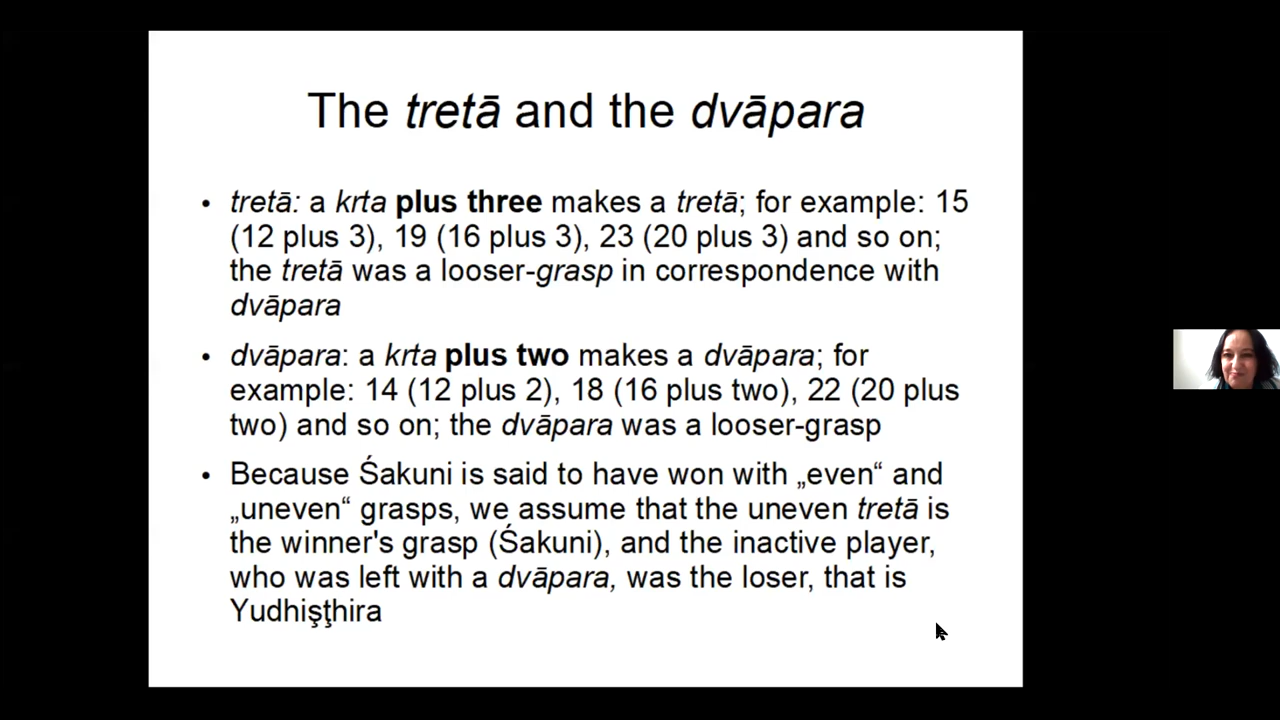 The tretā and the dvāpara
• tretā: a krta plus three makes a tretā; for example: 15
(12 plus 3), 19 (16 plus 3), 23 (20 plus 3) and so on;
the tretā was a looser-grasp in correspondence with
dvāpara
• dvāpara: a krta plus two makes a dvāpara; for
example: 14 (12 plus 2), 18 (16 plus two), 22 (20 plus
two) and so on; the dvāpara was a looser-grasp
• Because Śakuni is said to have won with „even“ and
„uneven“ grasps, we assume that the uneven tretā is
the winner's grasp (Śakuni), and the inactive player,
who was left with a dvāpara, was the loser, that is
Yudhişţhira